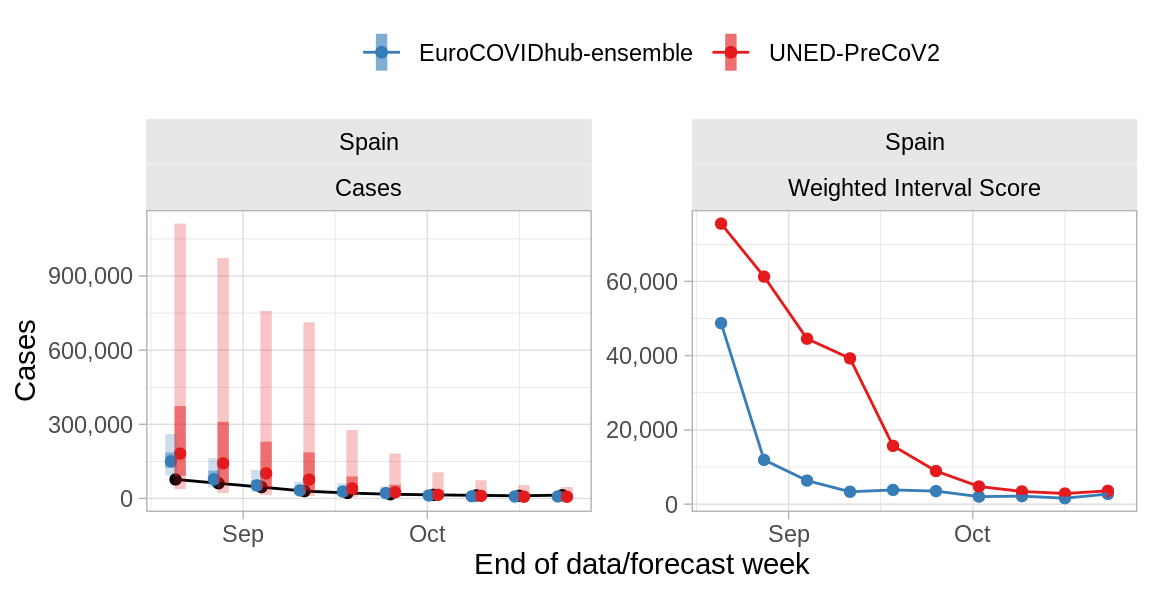 EuroCOVIDhub-ensemble UNED-PreCoV2
Spain
Cases
Cases
900,000
600,000
300,000
0
Sep Oct
Spain
Weighted Interval Score
60,000
40,000
20,000
0
Sep Oct
End of data/forecast week